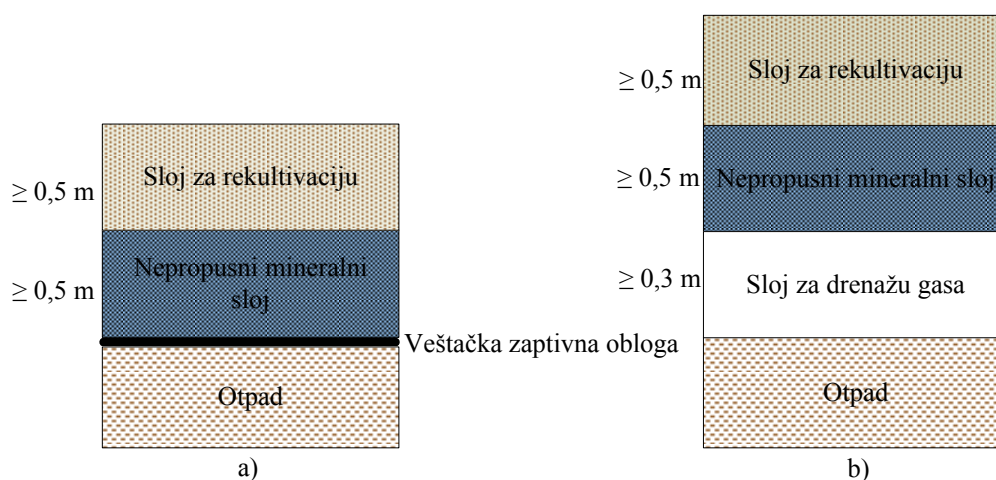 ≥ 0,5 m
Sloj za rekultivaciju
≥ 0,5 m
Nepropusni mineralni
sloj
Veštačka zaptivna obloga
Otpad
a)
≥ 0,5 m
Sloj za rekultivaciju
≥ 0,5 m
Nepropusni mineralni sloj
≥ 0,3 m
Sloj za drenažu gasa
Otpad
b)